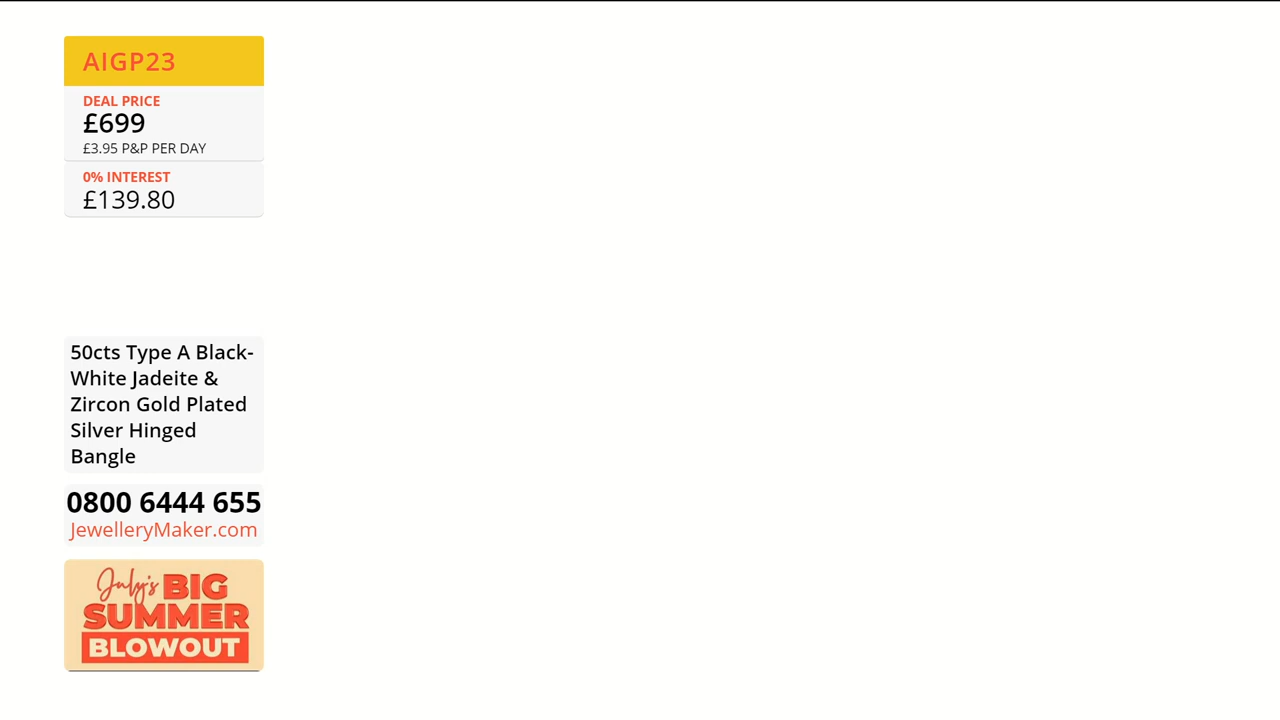 AIGP23
DEAL PRICE
£699
£3.95 P&P PER DAY
0% INTEREST
£139.80
50cts Type A Black-
White Jadeite &
Zircon Gold Plated
Silver Hinged
Bangle
0800 6444 655
JewelleryMaker.com
July's BIG
SUMMER
BLOWOUT